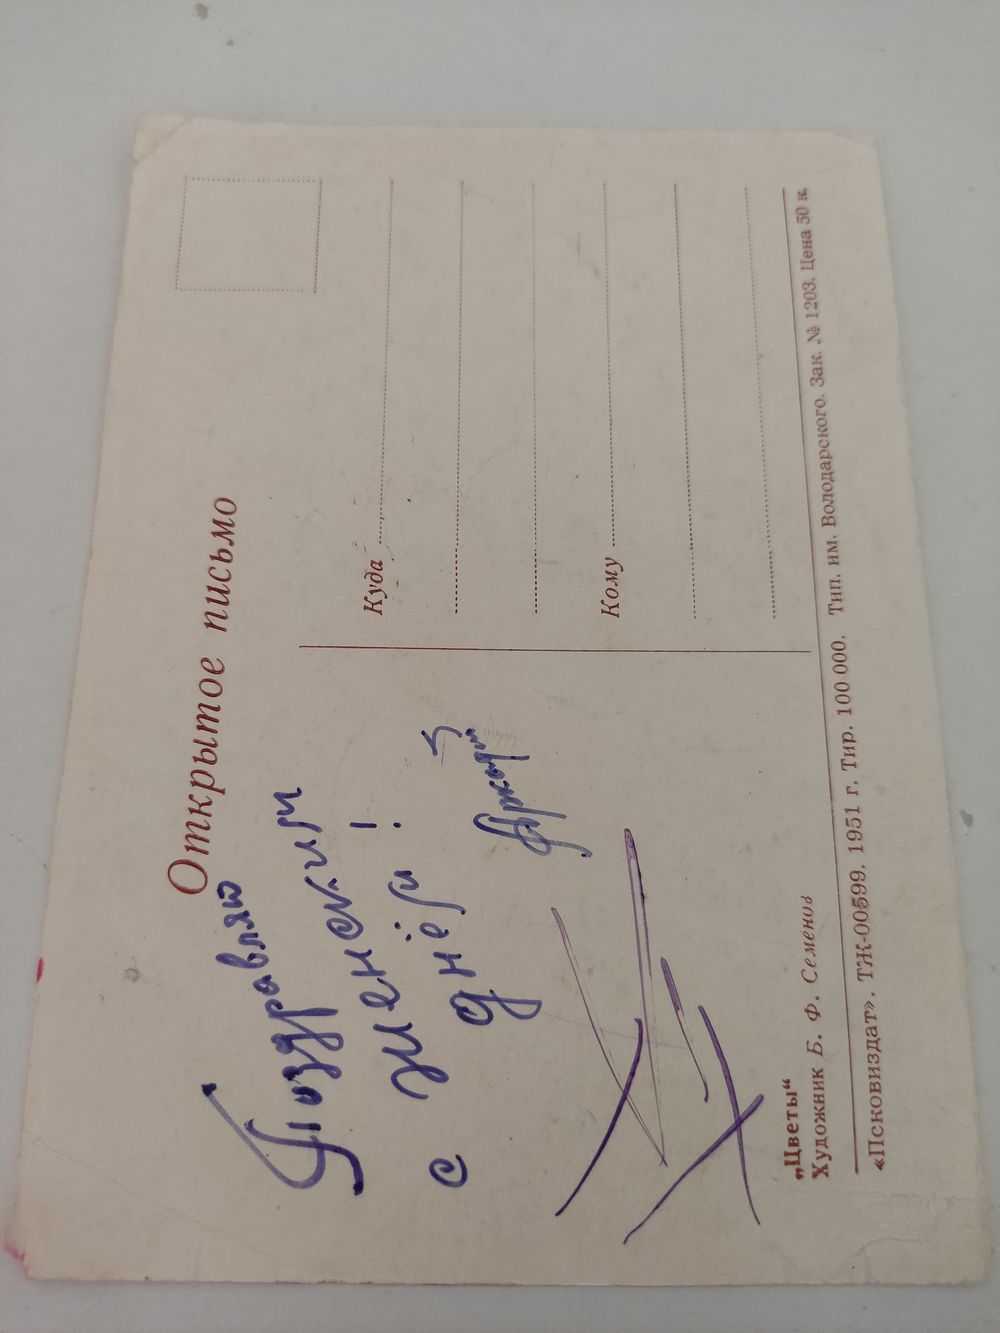 Открытое письмо
Поздравляю
с женским
днём!
Куда
Кому
„Цветы“
Художник Б. Ф. Семенов
«Псковиздат». ТЖ-00599. 1951 г. Тир. 100 000. Тип. им. Володарского. Зак. № 1203. Цена 50 к.